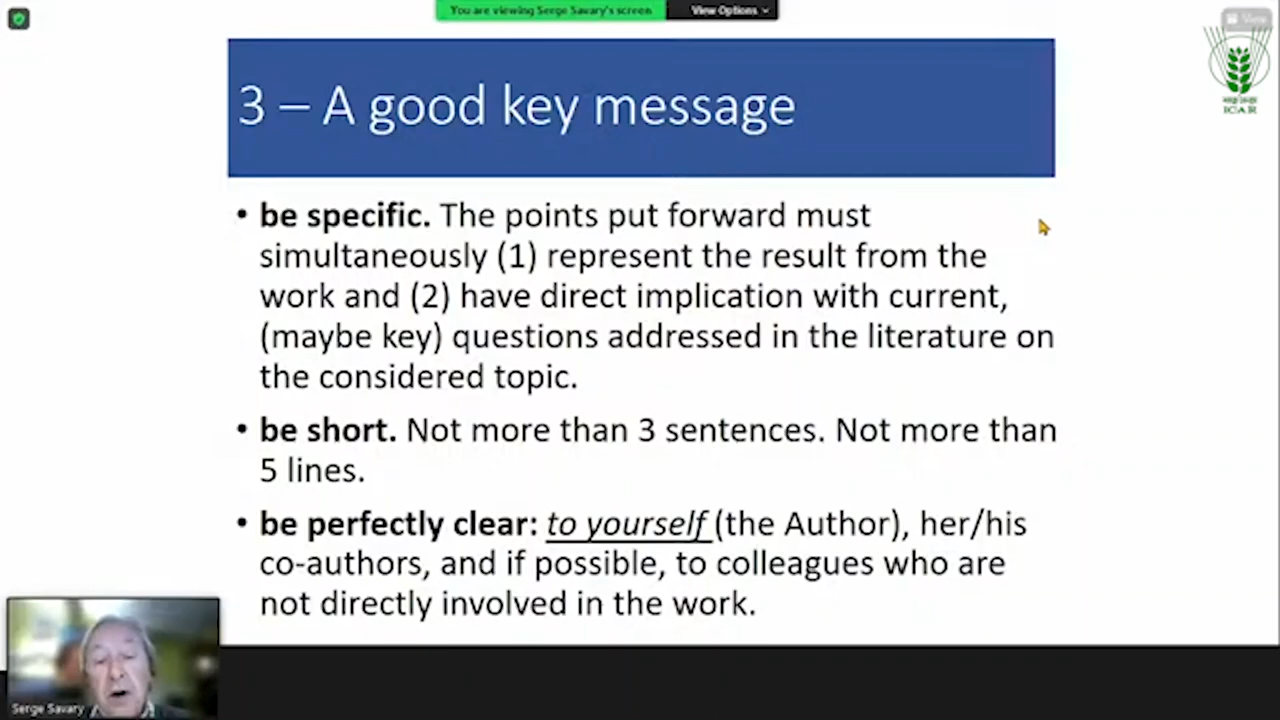 You are viewing Serge Savary's screen
View Options
View
3 – A good key message
ICAR
• be specific. The points put forward must
simultaneously (1) represent the result from the
work and (2) have direct implication with current,
(maybe key) questions addressed in the literature on
the considered topic.
• be short. Not more than 3 sentences. Not more than
5 lines.
• be perfectly clear: to yourself (the Author), her/his
co-authors, and if possible, to colleagues who are
not directly involved in the work.
Serge Savary